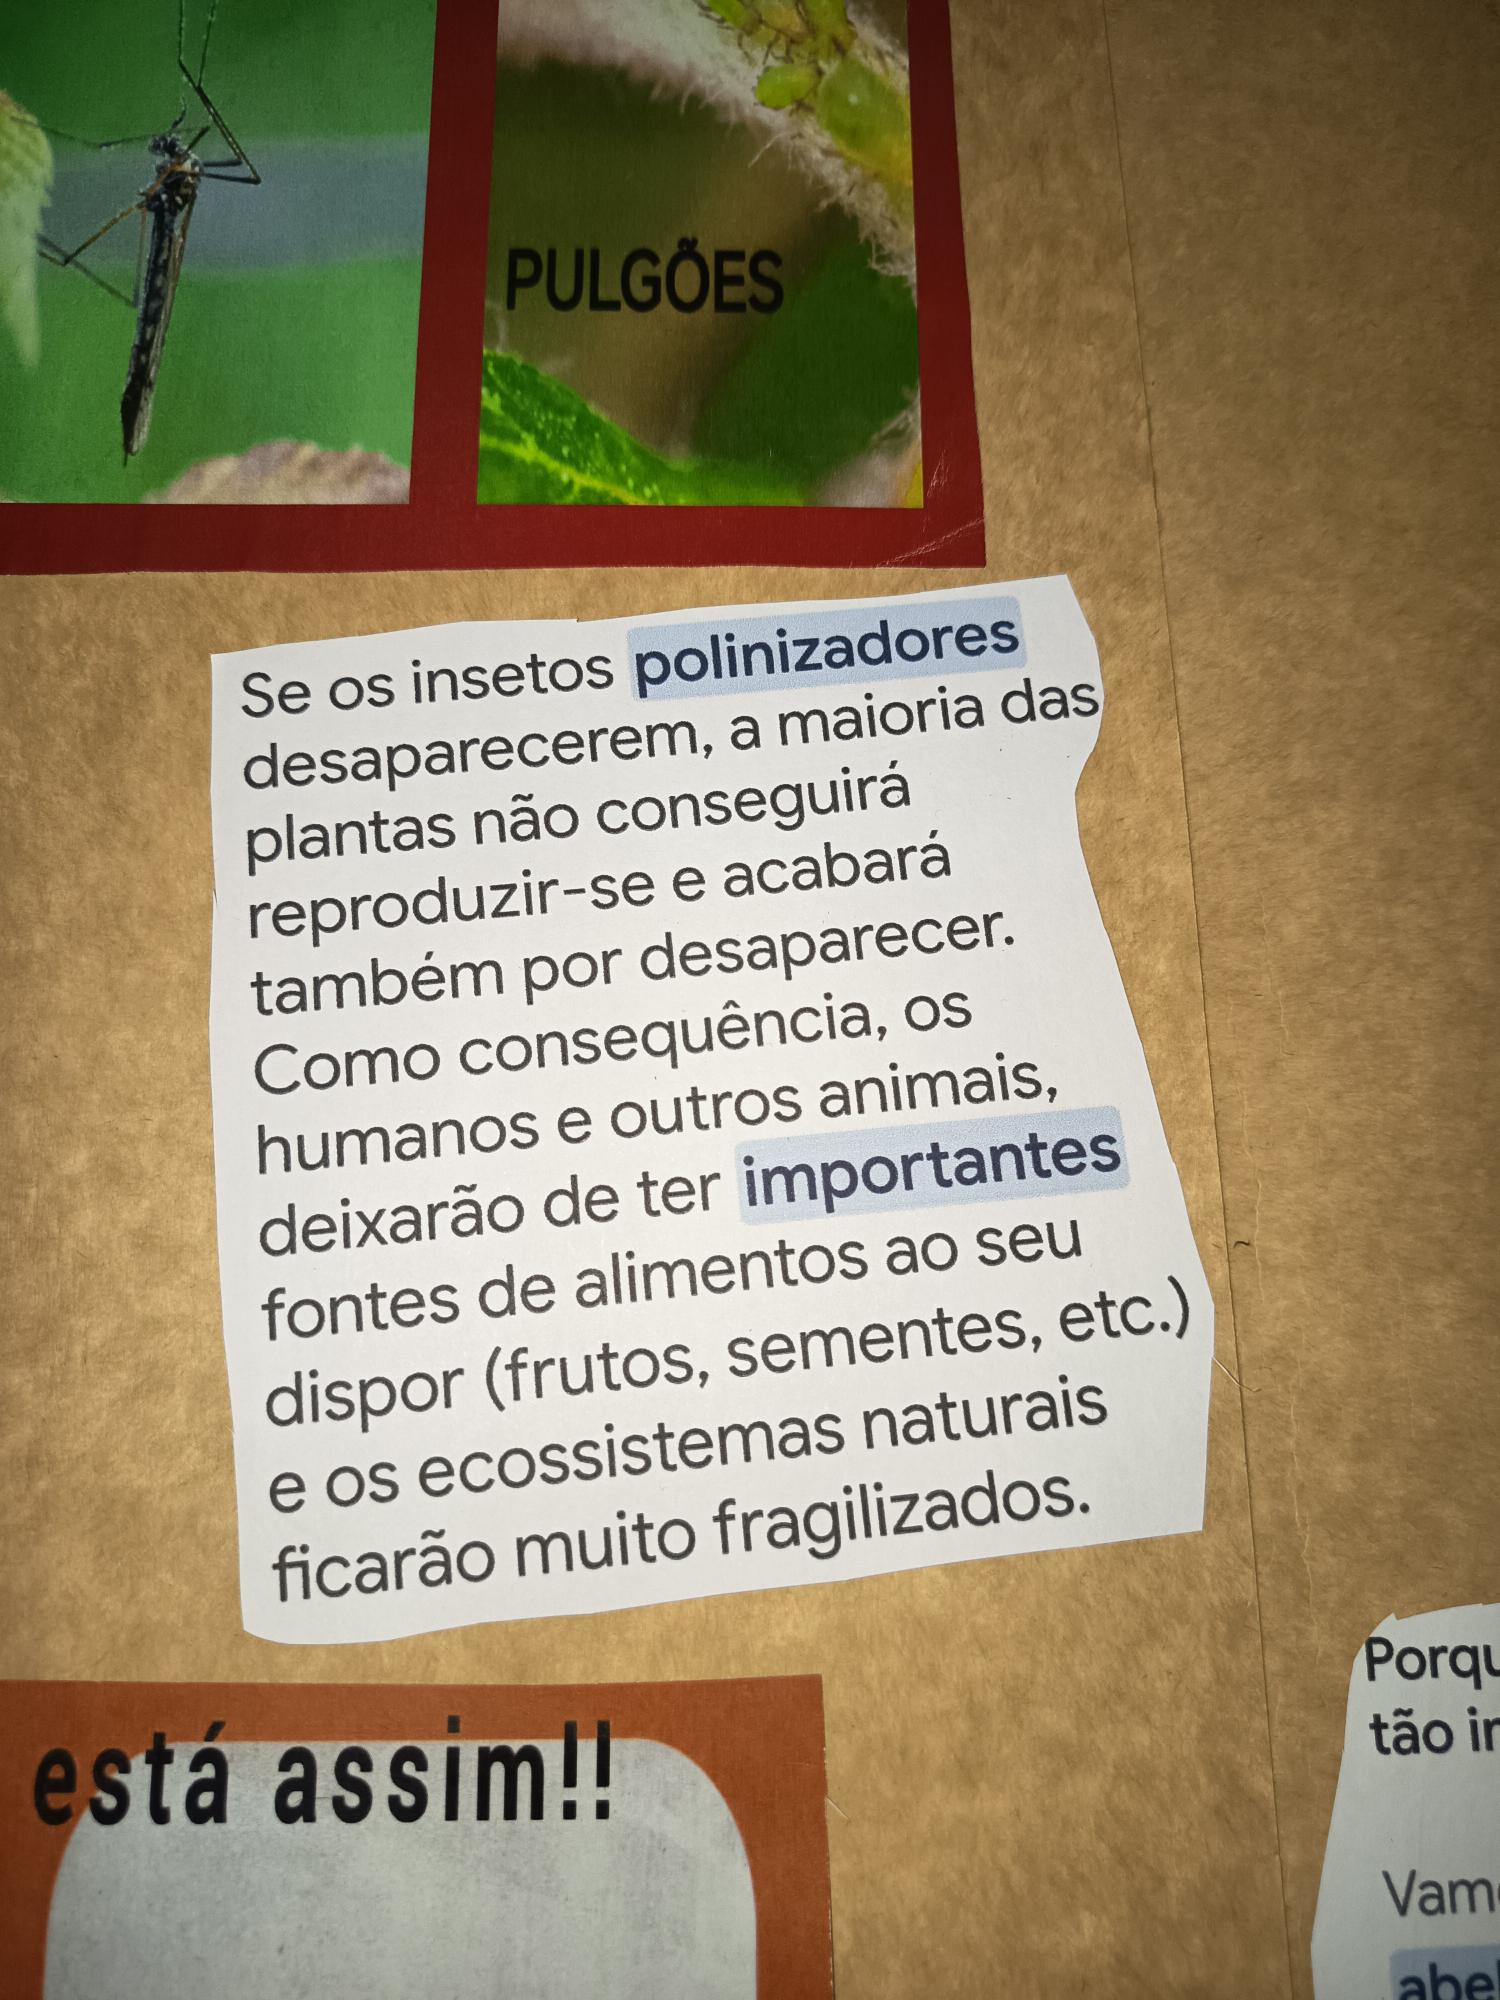 PULGÕES
Se os insetos polinizadores
desaparecerem, a maioria das
plantas não conseguirá
reproduzir-se e acabará
também por desaparecer.
Como consequência, os
humanos e outros animais,
deixarão de ter importantes
fontes de alimentos ao seu
dispor (frutos, sementes, etc.)
e os ecossistemas naturais
ficarão muito fragilizados.
está assim!!
tão